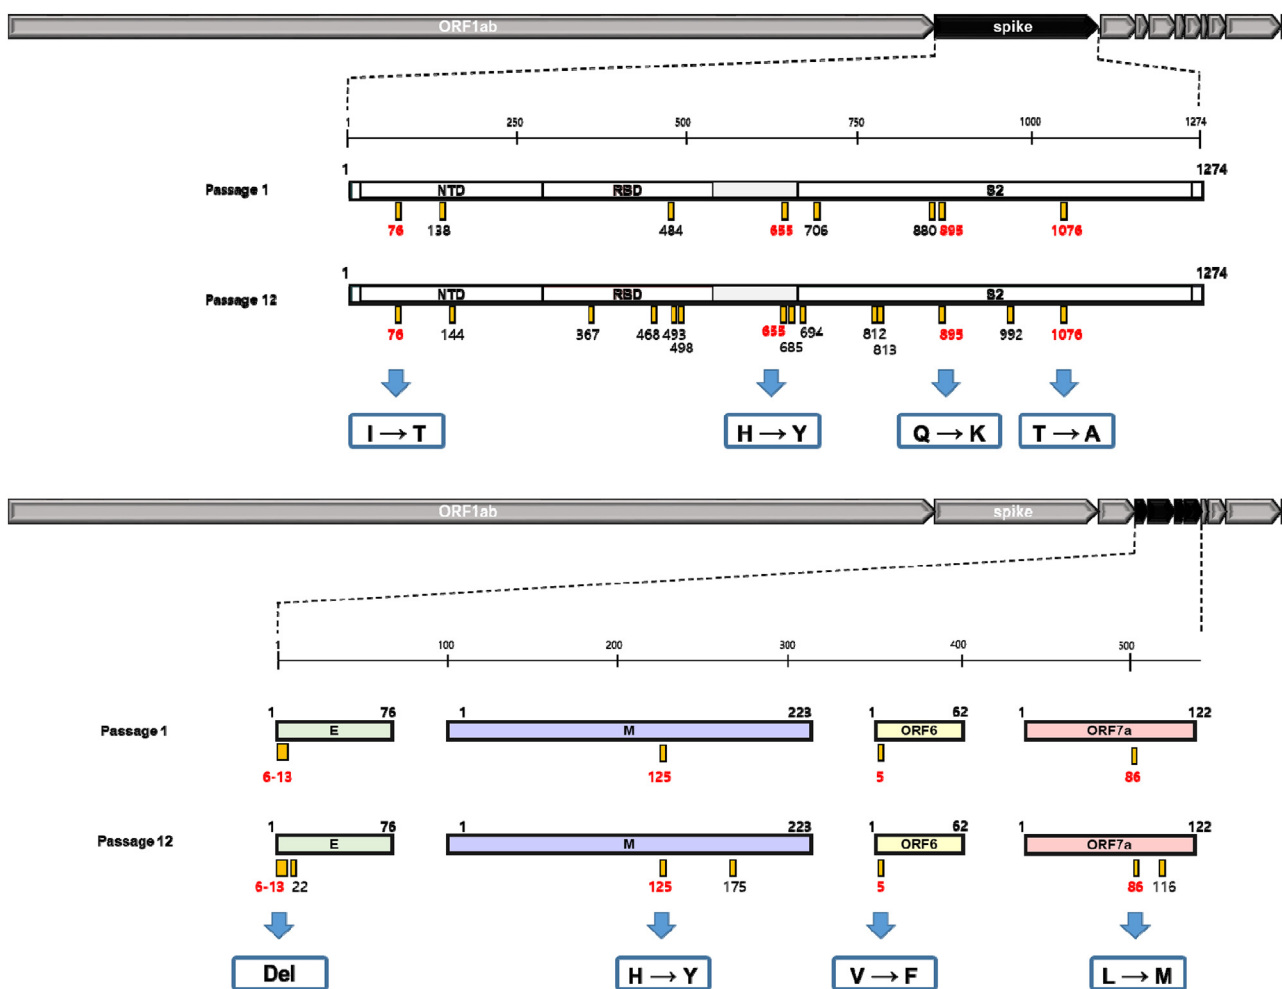 ORF1ab spike
1 250 500 750 1000 1274
1 1274
Passage 1 NTD RBD S2
76 138 484 655 706 880 895 1076
1 1274
Passage 12 NTD RBD S2
76 144 367 468 493 655 694 812 895 992 1076
498 685 813
I → T H → Y Q → K T → A
ORF1ab spike
1 100 200 300 400 500
1 76 1 223 1 62 1 122
Passage 1 E M ORF6 ORF7a
6-13 125 5 86
1 76 1 223 1 62 1 122
Passage 12 E M ORF6 ORF7a
6-13 22 125 175 5 86 116
Del H → Y V → F L → M